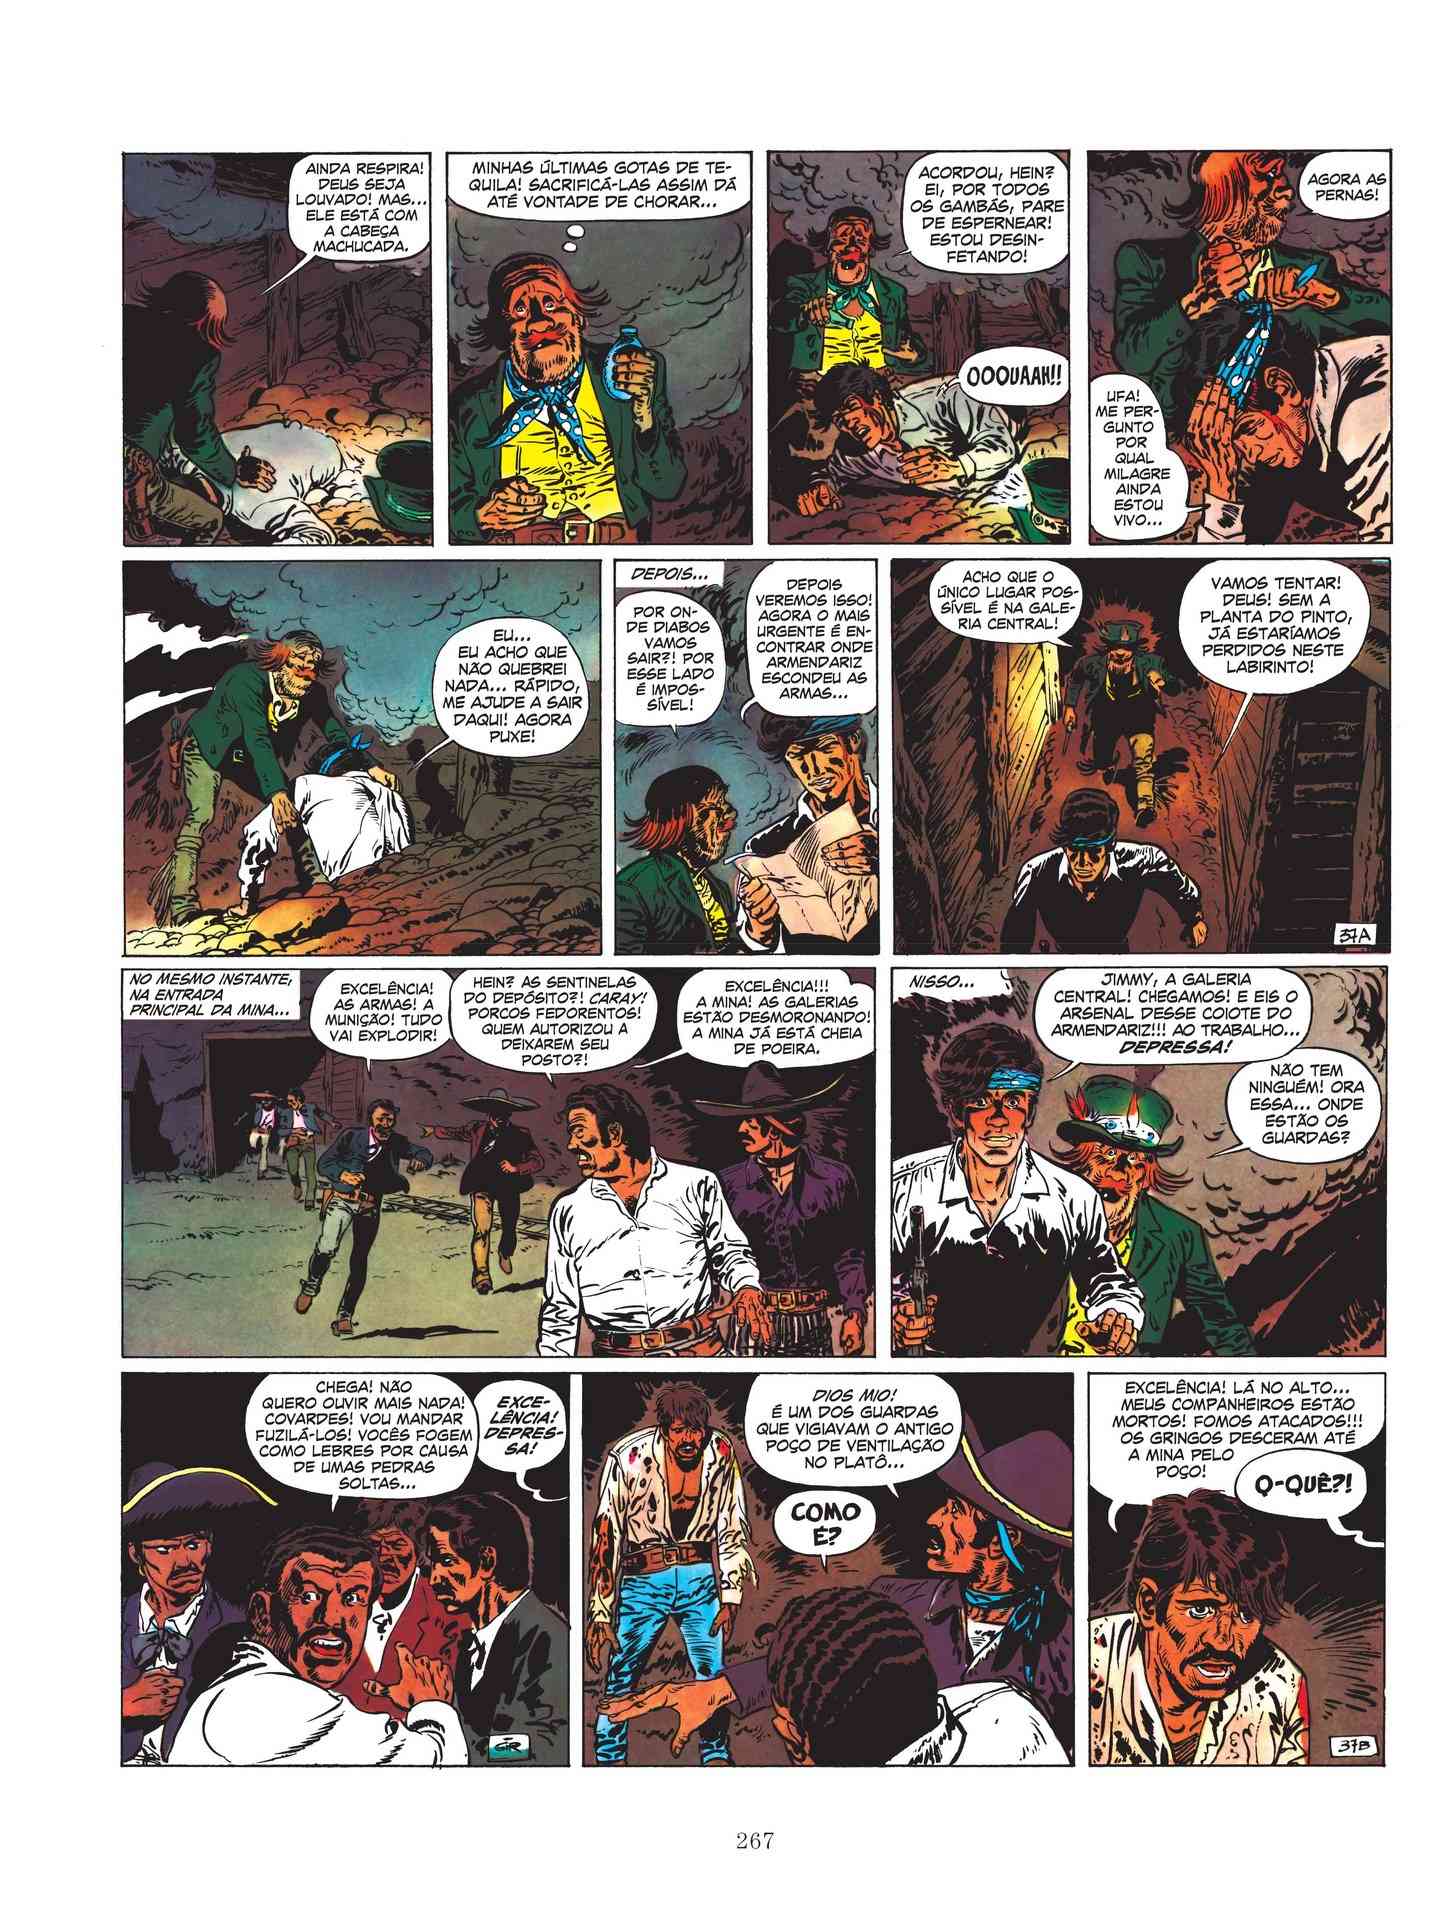 AINDA RESPIRA!
DEUS SEJA
LOUVADO! MAS...
ELE ESTÁ COM
A CABEÇA
MACHUCADA.
MINHAS ÚLTIMAS GOTAS DE TE-
QUILA! SACRIFICÁ-LAS ASSIM DÁ
ATÉ VONTADE DE CHORAR...
ACORDOU, HEIN?
EI, POR TODOS
OS GAMBÁS, PARE
DE ESPERNEAR!
ESTOU DESIN-
FETANDO!
OOOUAAH!!
AGORA AS
PERNAS!
UFA!
ME PER-
GUNTO
POR
QUAL
MILAGRE
AINDA
ESTOU
VIVO...
EU...
EU ACHO QUE
NÃO QUEBREI
NADA... RÁPIDO,
ME AJUDE A SAIR
DAQUI! AGORA
PUXE!
DEPOIS...
POR ON-
DE DIABOS
VAMOS
SAIR?! POR
ESSE LADO
É IMPOS-
SÍVEL!
DEPOIS
VEREMOS ISSO!
AGORA O MAIS
URGENTE É EN-
CONTRAR ONDE
ARMENDARIZ
ESCONDEU AS
ARMAS...
ACHO QUE O
ÚNICO LUGAR POS-
SÍVEL É NA GALE-
RIA CENTRAL!
VAMOS TENTAR!
DEUS! SEM A
PLANTA DO PINTO,
JÁ ESTARÍAMOS
PERDIDOS NESTE
LABIRINTO!
37A
NO MESMO INSTANTE,
NA ENTRADA
PRINCIPAL DA MINA...
EXCELÊNCIA!
AS ARMAS! A
MUNIÇÃO! TUDO
VAI EXPLODIR!
HEIN? AS SENTINELAS
DO DEPÓSITO?! CARAY!
PORCOS FEDORENTOS!
QUEM AUTORIZOU A
DEIXAREM SEU
POSTO?!
EXCELÊNCIA!!!
A MINA! AS GALERIAS
ESTÃO DESMORONANDO!
A MINA JÁ ESTÁ CHEIA
DE POEIRA.
NISSO...
JIMMY, A GALERIA
CENTRAL! CHEGAMOS! E EIS O
ARSENAL DESSE COIOTE DO
ARMENDARIZ!!! AO TRABALHO...
DEPRESSA!
NÃO TEM
NINGUÉM! ORA
ESSA... ONDE
ESTÃO OS
GUARDAS?
CHEGA! NÃO
QUERO OUVIR MAIS NADA!
COVARDES! VOU MANDAR
FUZILÁ-LOS! VOCÊS FOGEM
COMO LEBRES POR CAUSA
DE UMAS PEDRAS
SOLTAS...
EXCE-
LÊNCIA!
DEPRES-
SA!
GIR
DIOS MIO!
É UM DOS GUARDAS
QUE VIGIAVAM O ANTIGO
POÇO DE VENTILAÇÃO
NO PLATÔ...
COMO
É?
EXCELÊNCIA! LÁ NO ALTO...
MEUS COMPANHEIROS ESTÃO
MORTOS! FOMOS ATACADOS!!!
OS GRINGOS DESCERAM ATÉ
A MINA PELO
POÇO!
Q-QUÊ?!
37B
267